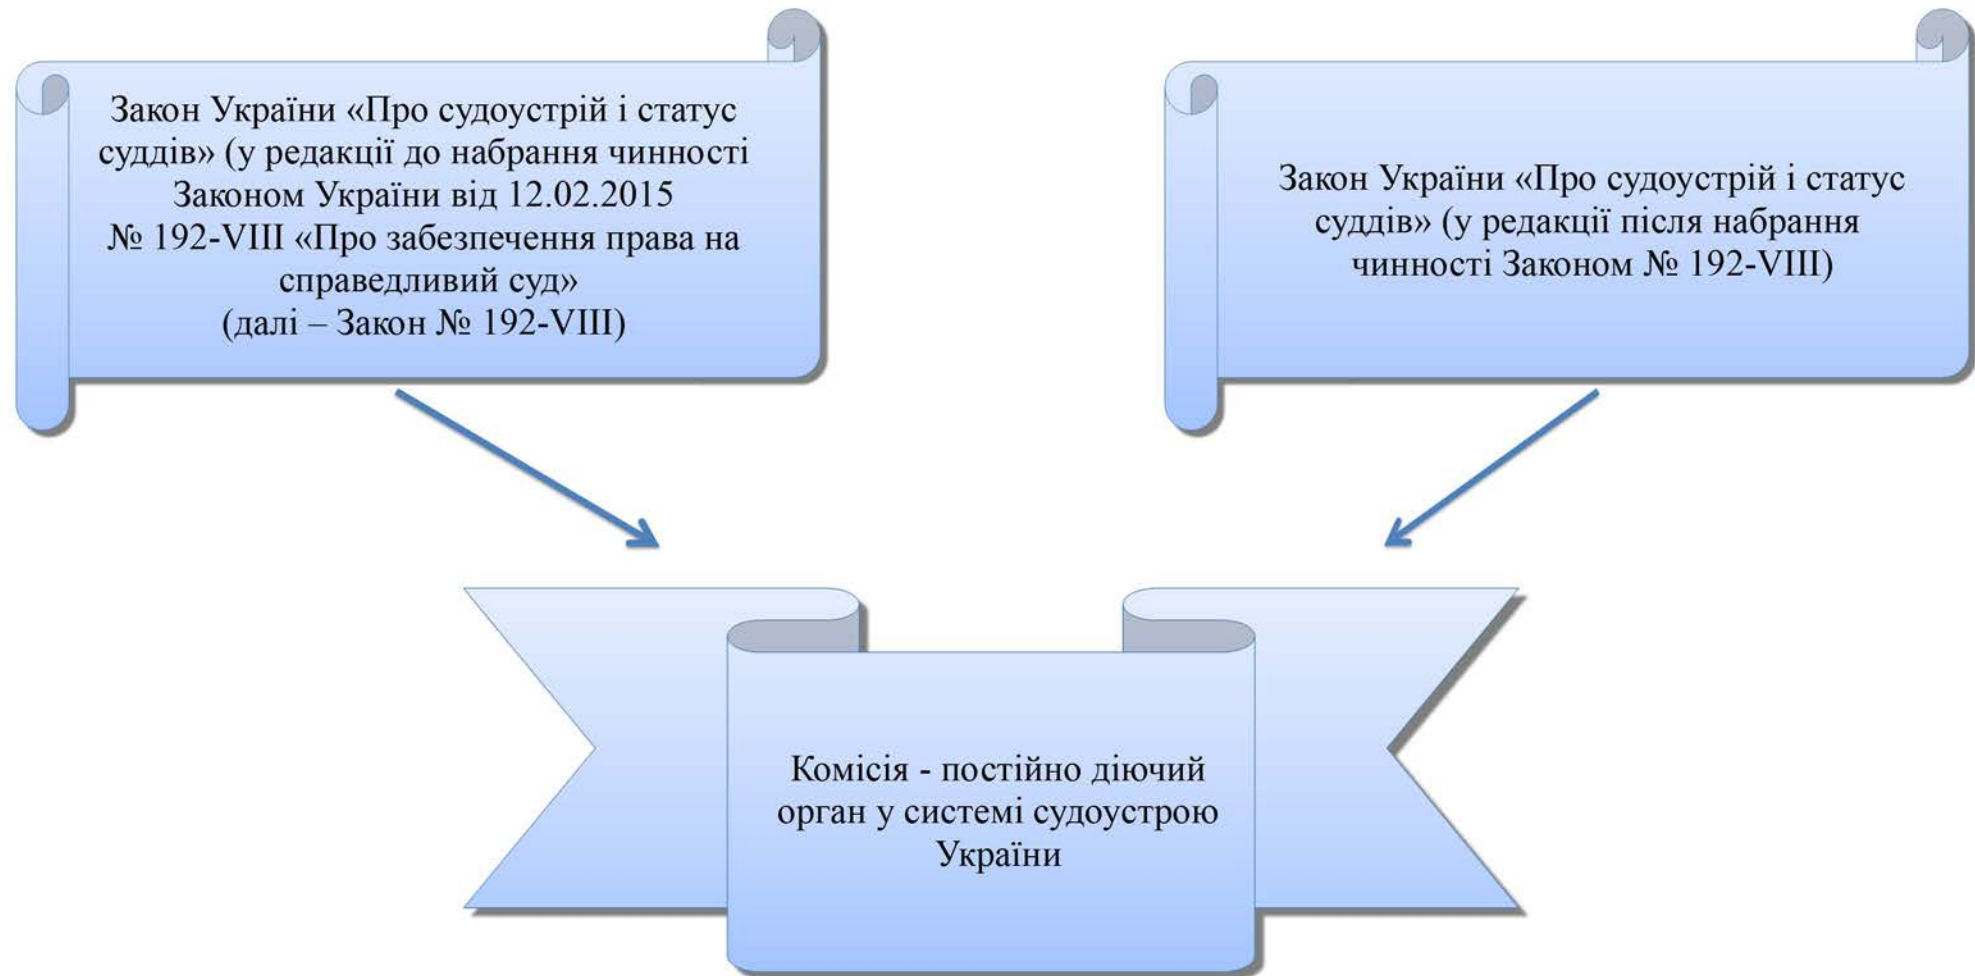 Закон України «Про судоустрій і статус
суддів» (у редакції до набрання чинності
Законом України від 12.02.2015
№ 192-VIII «Про забезпечення права на
справедливий суд»
(далі – Закон № 192-VIII)
Закон України «Про судоустрій і статус
суддів» (у редакції після набрання
чинності Законом № 192-VIII)
Комісія - постійно діючий
орган у системі судоустрою
України